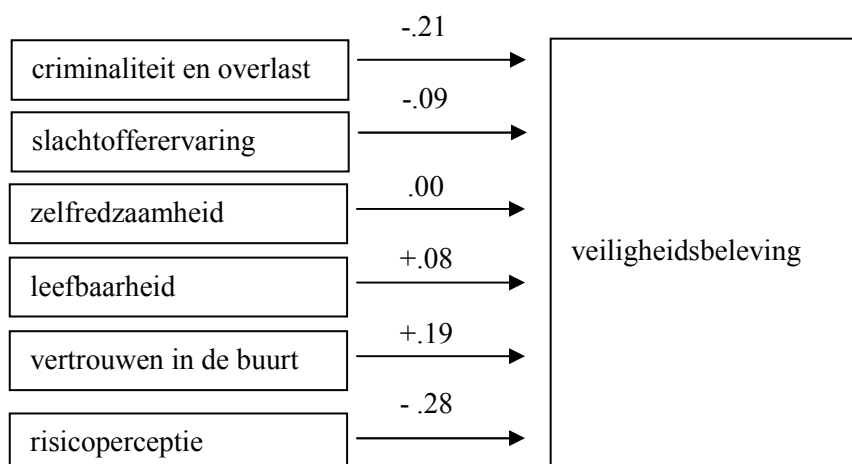 -.21
criminaliteit en overlast
-.09
slachtofferervaring
.00
zelfredzaamheid
+.08
leefbaarheid
veiligheidsbeleving
+.19
vertrouwen in de buurt
- .28
risicoperceptie